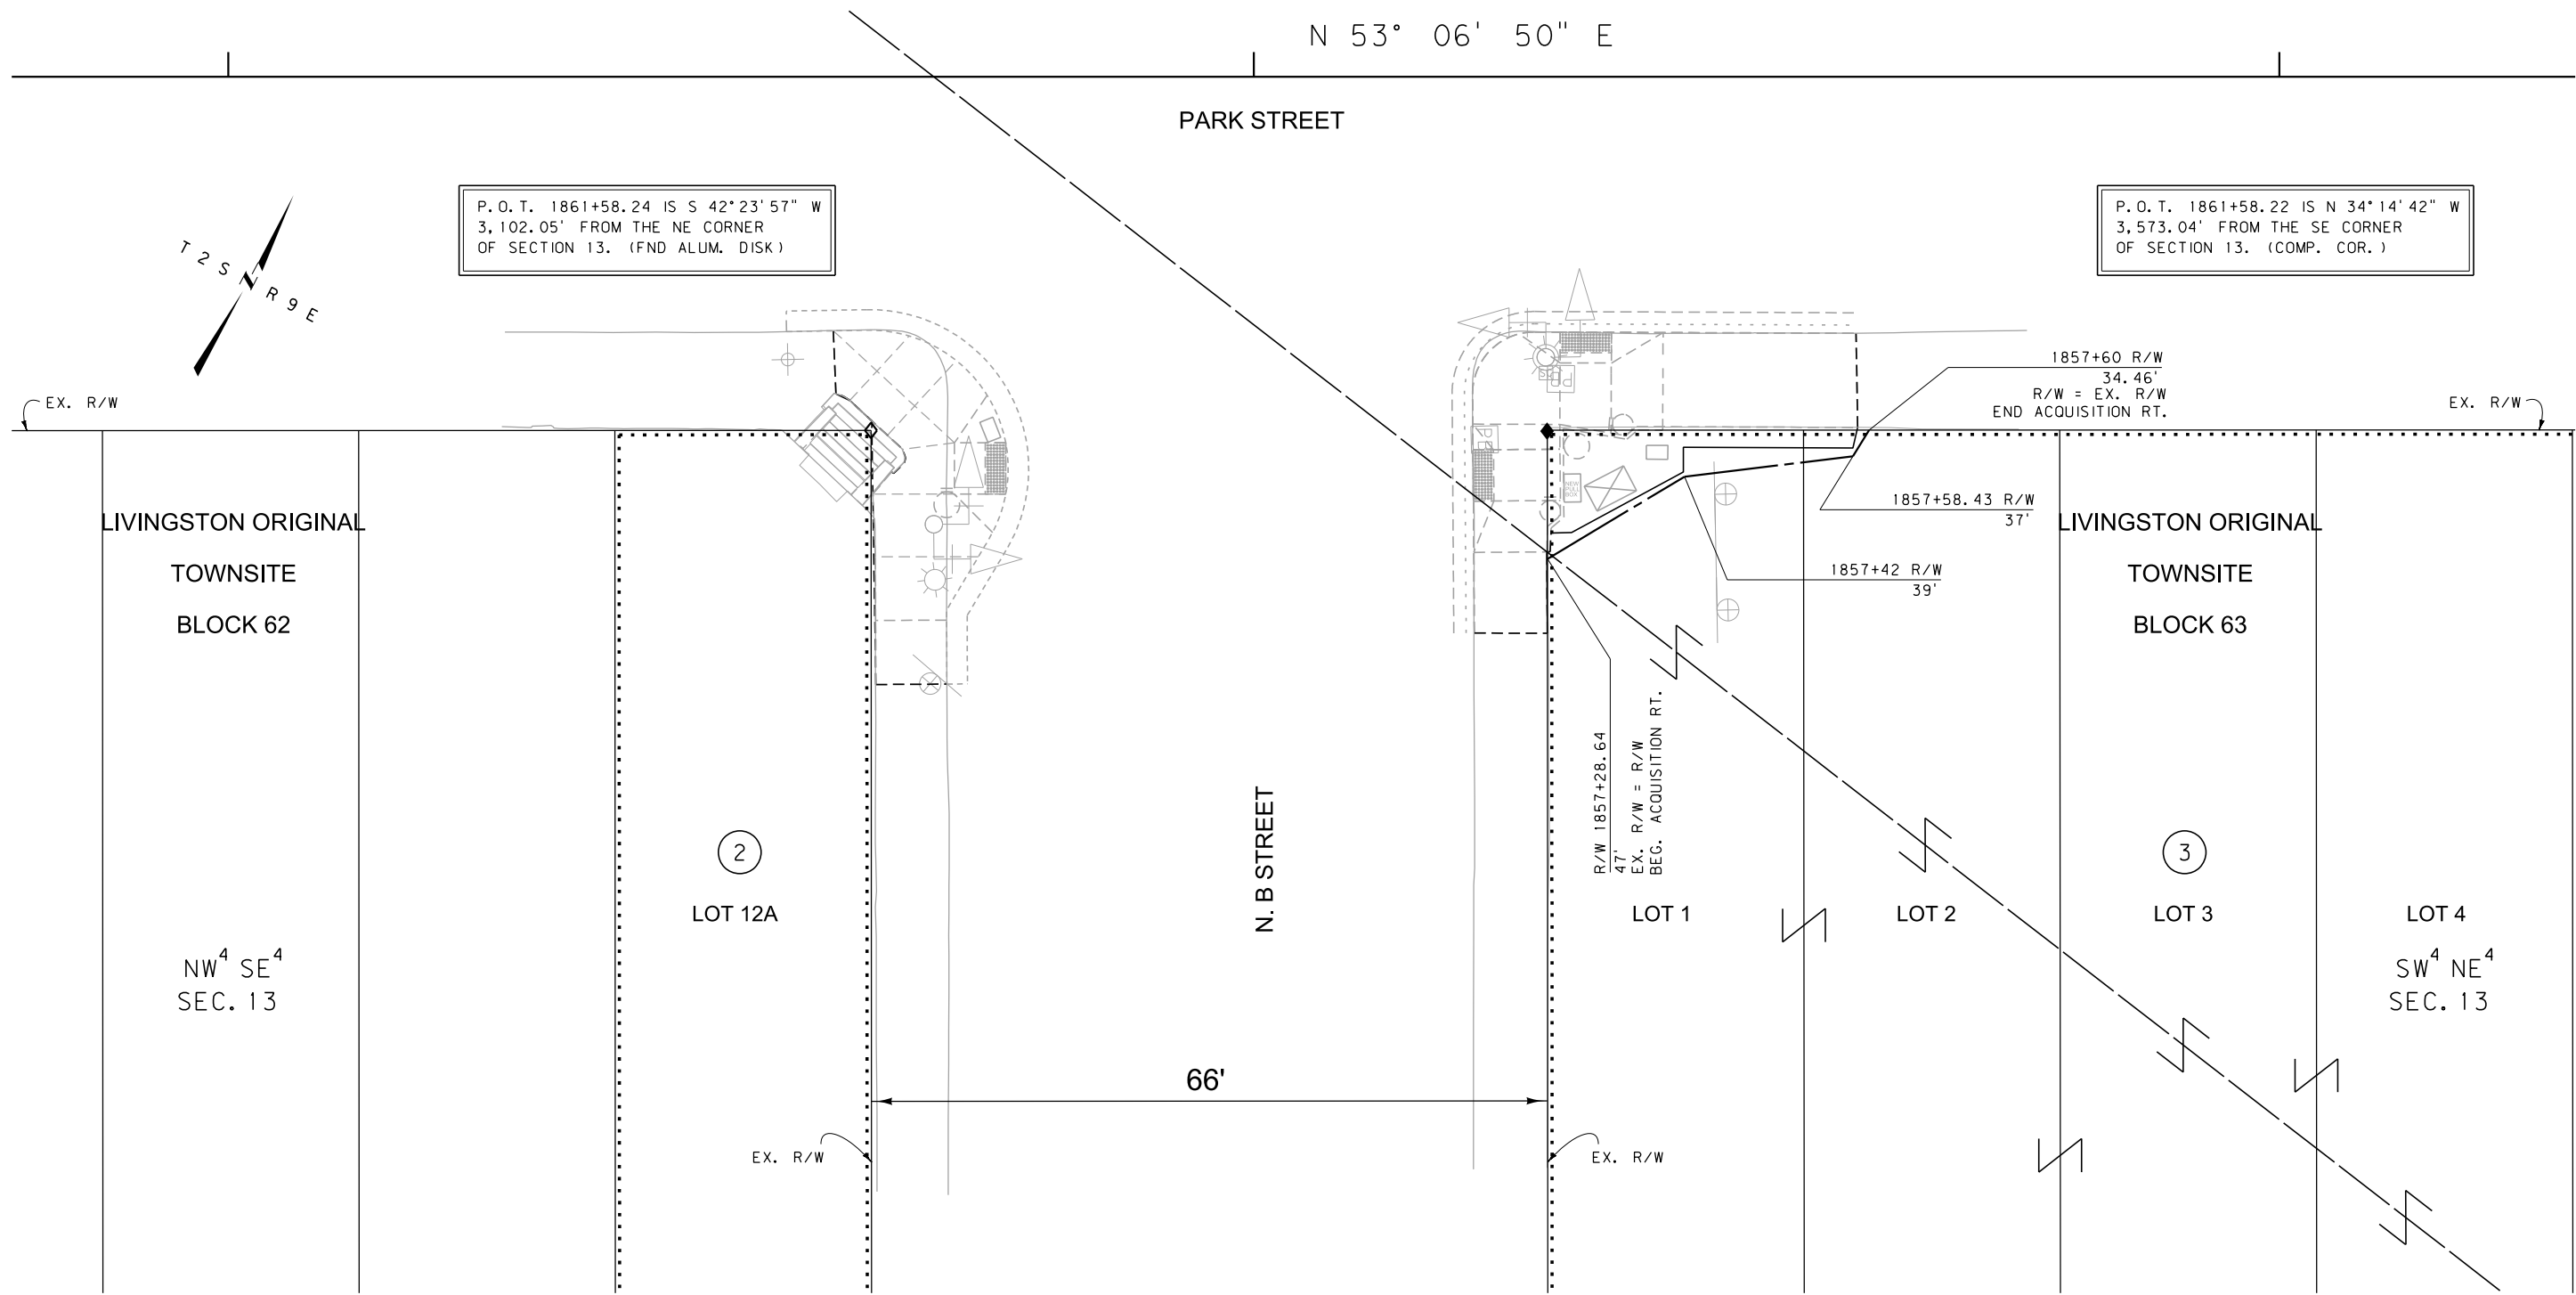 N 53° 06' 50" E
PARK STREET
P.O.T. 1861+58.24 IS S 42°23'57" W
3,102.05' FROM THE NE CORNER
OF SECTION 13. (FND ALUM. DISK)
P.O.T. 1861+58.22 IS N 34°14'42" W
3,573.04' FROM THE SE CORNER
OF SECTION 13. (COMP. COR.)
T 2 S N R 9 E
EX. R/W
1857+60 R/W
34.46'
R/W = EX. R/W
END ACQUISITION RT.
EX. R/W
PB
PB
NEW
PULL
BOX
1857+58.43 R/W
37'
1857+42 R/W
39'
LIVINGSTON ORIGINAL
TOWNSITE
BLOCK 62
LIVINGSTON ORIGINAL
TOWNSITE
BLOCK 63
R/W 1857+28.64
47'
EX. R/W = R/W
BEG. ACQUISITION RT.
N. B STREET
2
3
LOT 12A
LOT 1
LOT 2
LOT 3
LOT 4
NW4 SE4
SEC. 13
SW4 NE4
SEC. 13
66'
EX. R/W
EX. R/W